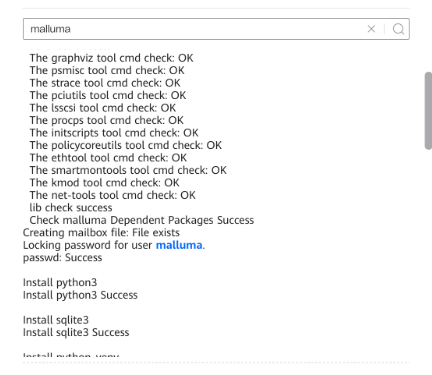 malluma
The graphviz tool cmd check: OK
The psmisc tool cmd check: OK
The strace tool cmd check: OK
The pciutils tool cmd check: OK
The lsscsi tool cmd check: OK
The procps tool cmd check: OK
The initscripts tool cmd check: OK
The policycoreutils tool cmd check: OK
The ethtool tool cmd check: OK
The smartmontools tool cmd check: OK
The kmod tool cmd check: OK
The net-tools tool cmd check: OK
lib check success
Check malluma Dependent Packages Success
Creating mailbox file: File exists
Locking password for user malluma.
passwd: Success
Install python3
Install python3 Success
Install sqlite3
Install sqlite3 Success
Install python